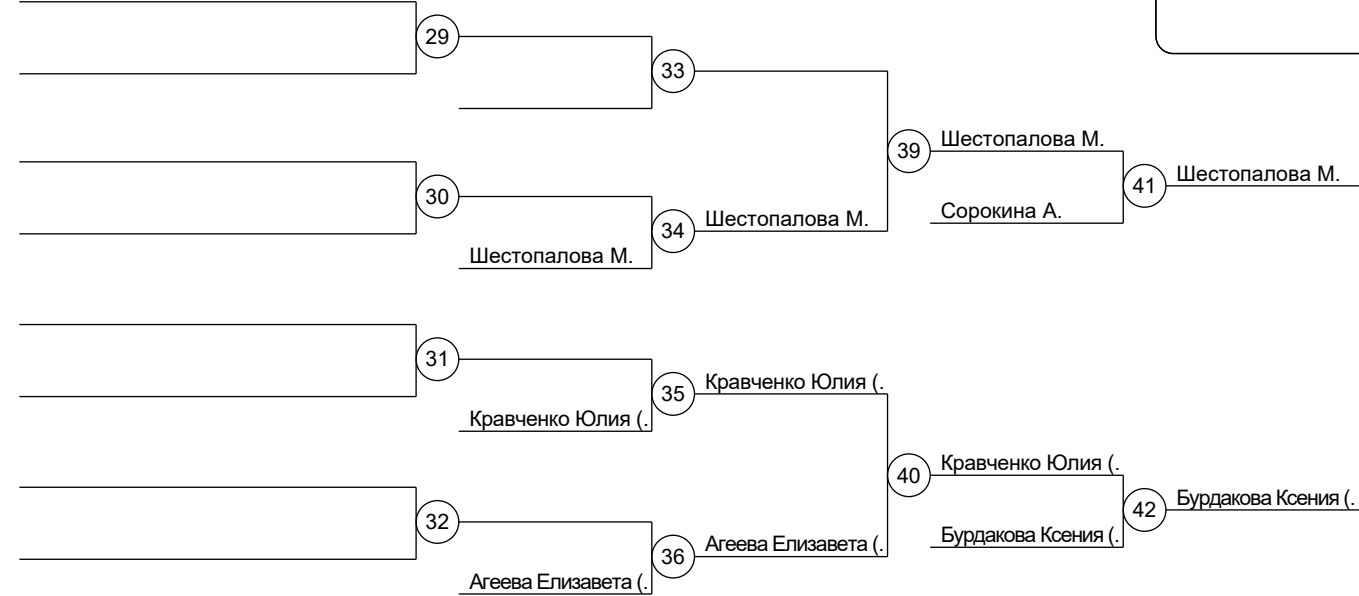 29
33
39
Шестопалова М.
41
Шестопалова М.
30
34
Шестопалова М.
Сорокина А.
Шестопалова М.
31
35
Кравченко Юлия (.
Кравченко Юлия (.
40
Кравченко Юлия (.
42
Бурдакова Ксения (.
32
36
Агеева Елизавета (.
Бурдакова Ксения (.
Агеева Елизавета (.